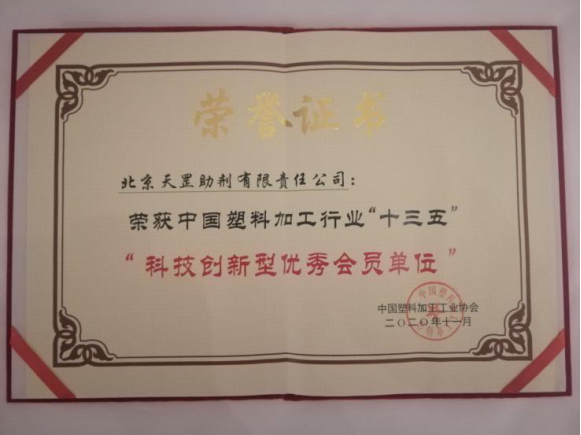 荣誉证书
北京天罡助剂有限责任公司：
荣获中国塑料加工行业“十三五”
“科技创新型优秀会员单位”
中国塑料加工工业协会
二〇二〇年十一月